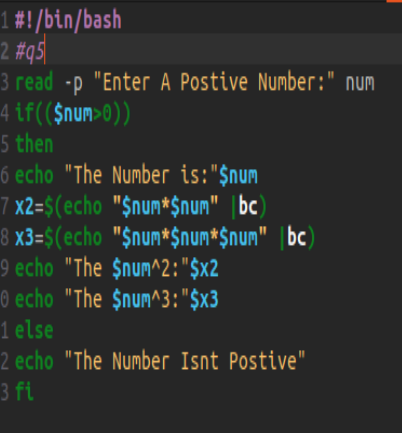 1 #!/bin/bash
2 #q5
3 read -p "Enter A Postive Number:" num
4 if(($num>0))
5 then
6 echo "The Number is:"$num
7 x2=$(echo "$num*$num" |bc)
8 x3=$(echo "$num*$num*$num" |bc)
9 echo "The $num^2:"$x2
0 echo "The $num^3:"$x3
1 else
2 echo "The Number Isnt Postive"
3 fi